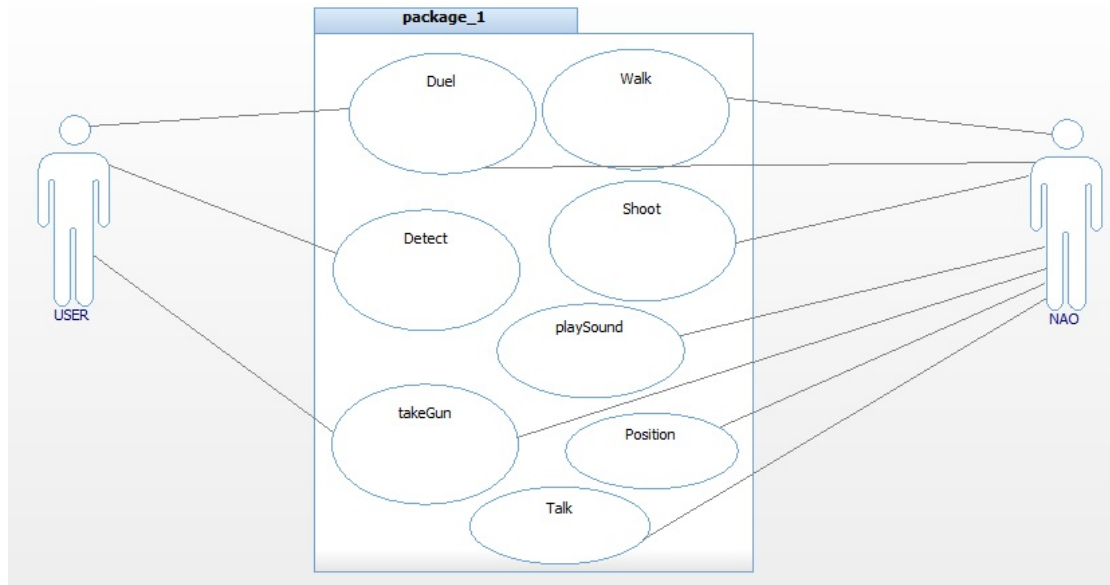 package_1
Duel
Walk
Shoot
Detect
USER
NAO
playSound
takeGun
Position
Talk